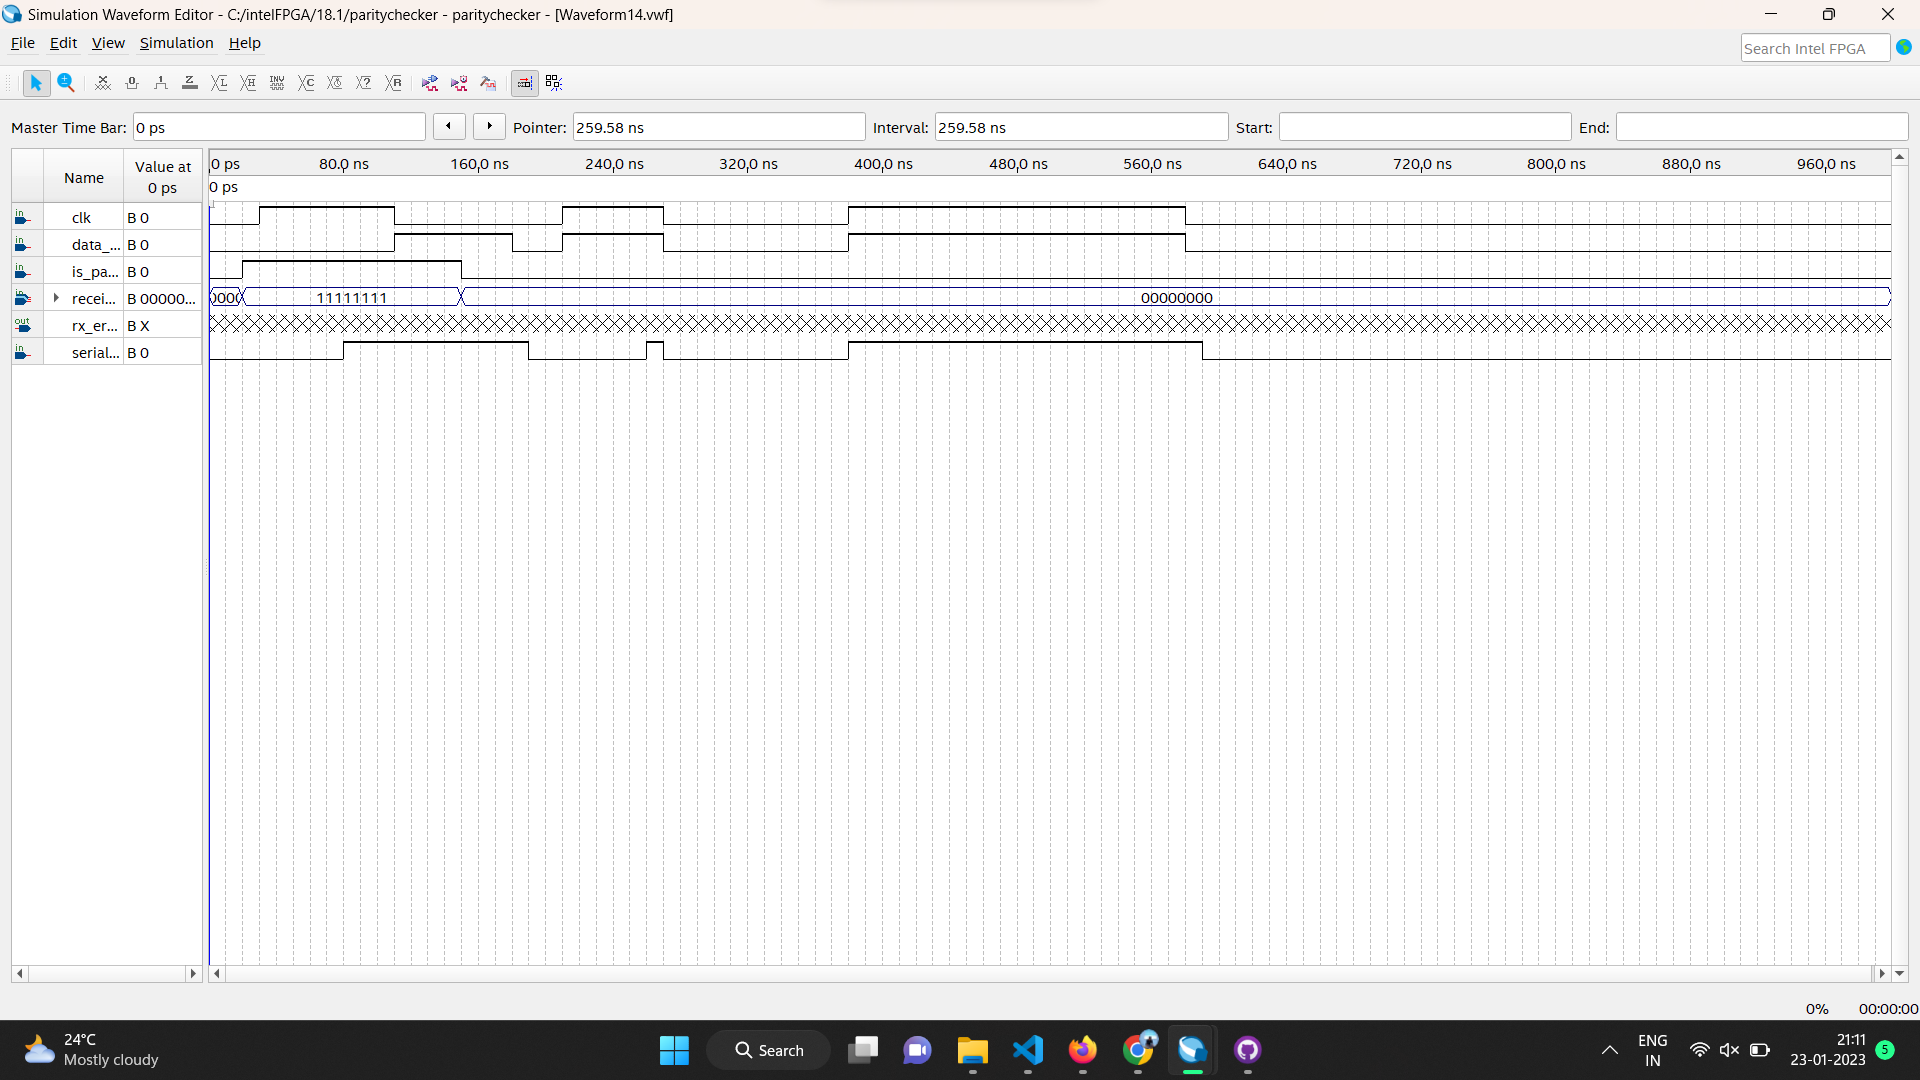 Simulation Waveform Editor - C:/intelFPGA/18.1/paritychecker - paritychecker - [Waveform14.vwf]
File Edit View Simulation Help
Search Intel FPGA
Master Time Bar: 0 ps Pointer: 259.58 ns Interval: 259.58 ns Start: End:
Name Value at 0 ps
0 ps 80.0 ns 160.0 ns 240.0 ns 320.0 ns 400.0 ns 480.0 ns 560.0 ns 640.0 ns 720.0 ns 800.0 ns 880.0 ns 960.0 ns
0 ps
in clk B 0
in data_... B 0
in is_pa... B 0
in recei... B 00000... 11111111 00000000
out rx_er... B X
in serial... B 0
0% 00:00:00
24°C
Mostly cloudy
Search
ENG
IN
21:11
23-01-2023
5